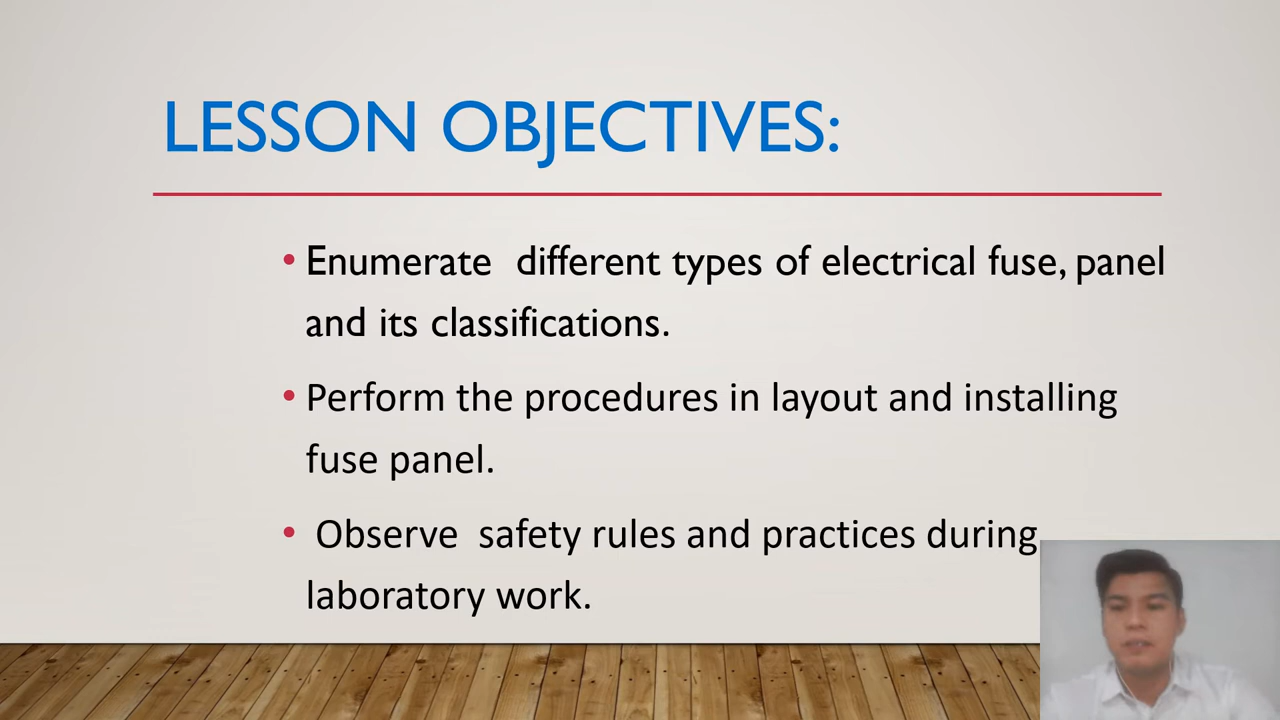 LESSON OBJECTIVES:
• Enumerate  different types of electrical fuse, panel
and its classifications.
• Perform the procedures in layout and installing
fuse panel.
•  Observe  safety rules and practices during
laboratory work.